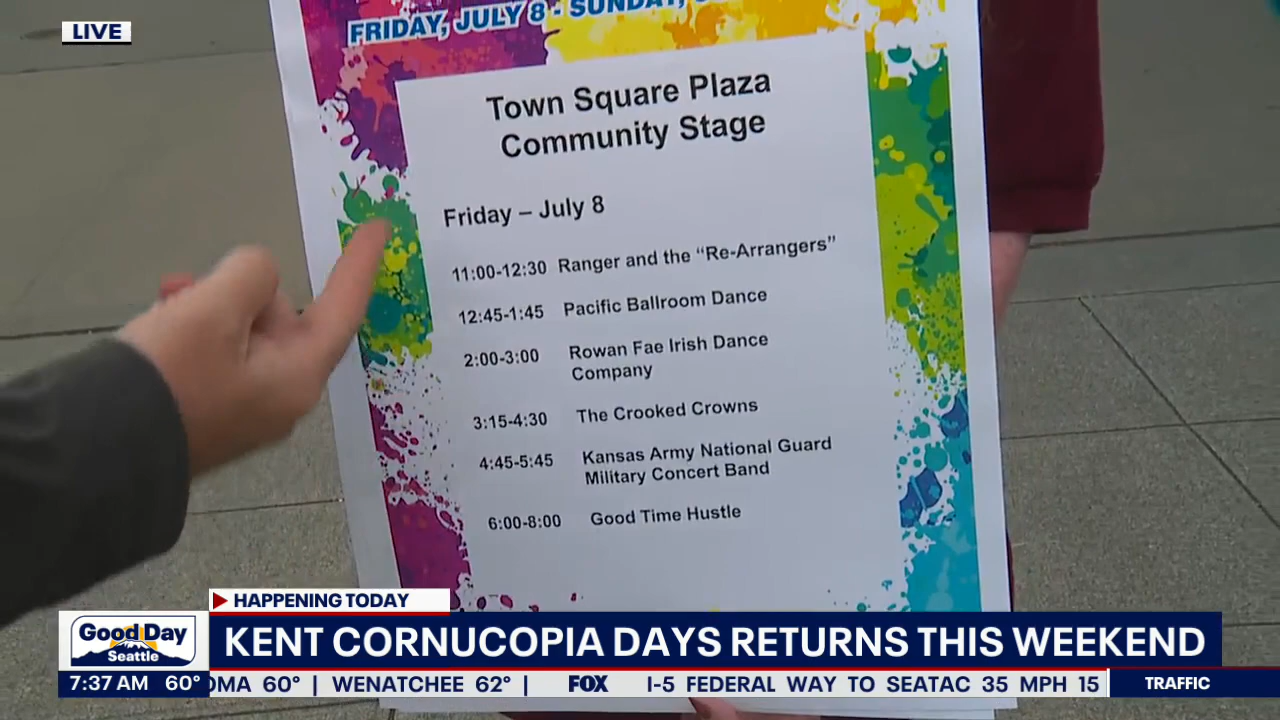 LIVE
FRIDAY, JULY 8 - SUNDAY,
Town Square Plaza
Community Stage
Friday – July 8
11:00-12:30 Ranger and the “Re-Arrangers”
12:45-1:45 Pacific Ballroom Dance
2:00-3:00 Rowan Fae Irish Dance
Company
3:15-4:30 The Crooked Crowns
4:45-5:45 Kansas Army National Guard
Military Concert Band
6:00-8:00 Good Time Hustle
HAPPENING TODAY
Good Day
Seattle
KENT CORNUCOPIA DAYS RETURNS THIS WEEKEND
7:37 AM 60° OMA 60° | WENATCHEE 62° | FOX I-5 FEDERAL WAY TO SEATAC 35 MPH 15 TRAFFIC